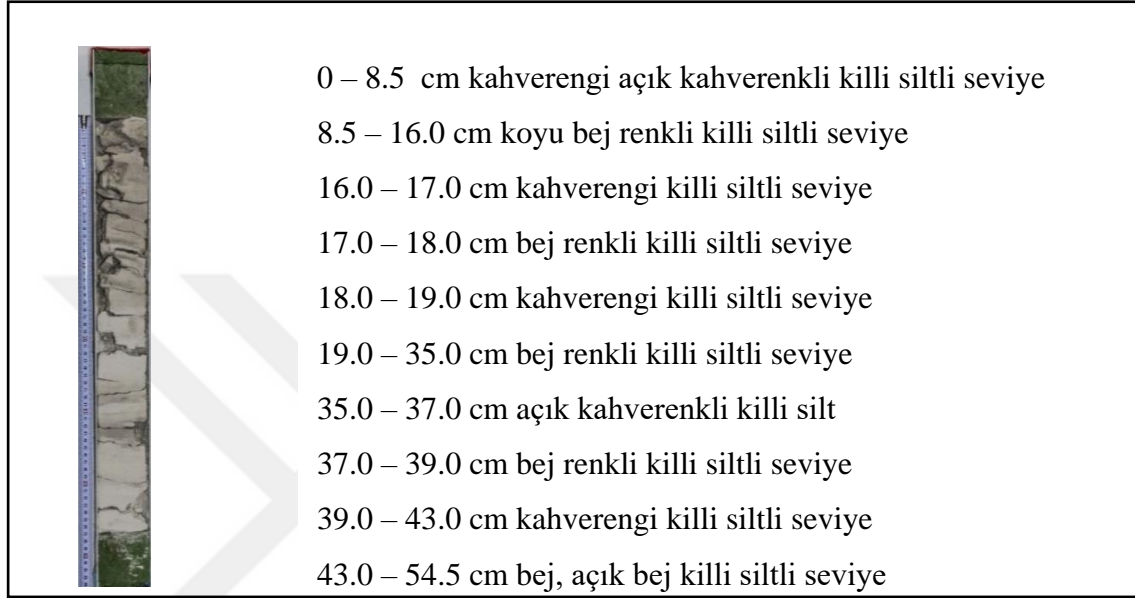 0 – 8.5 cm kahverengi açık kahverenkli killi siltli seviye
8.5 – 16.0 cm koyu bej renkli killi siltli seviye
16.0 – 17.0 cm kahverengi killi siltli seviye
17.0 – 18.0 cm bej renkli killi siltli seviye
18.0 – 19.0 cm kahverengi killi siltli seviye
19.0 – 35.0 cm bej renkli killi siltli seviye
35.0 – 37.0 cm açık kahverenkli killi silt
37.0 – 39.0 cm bej renkli killi siltli seviye
39.0 – 43.0 cm kahverengi killi siltli seviye
43.0 – 54.5 cm bej, açık bej killi siltli seviye